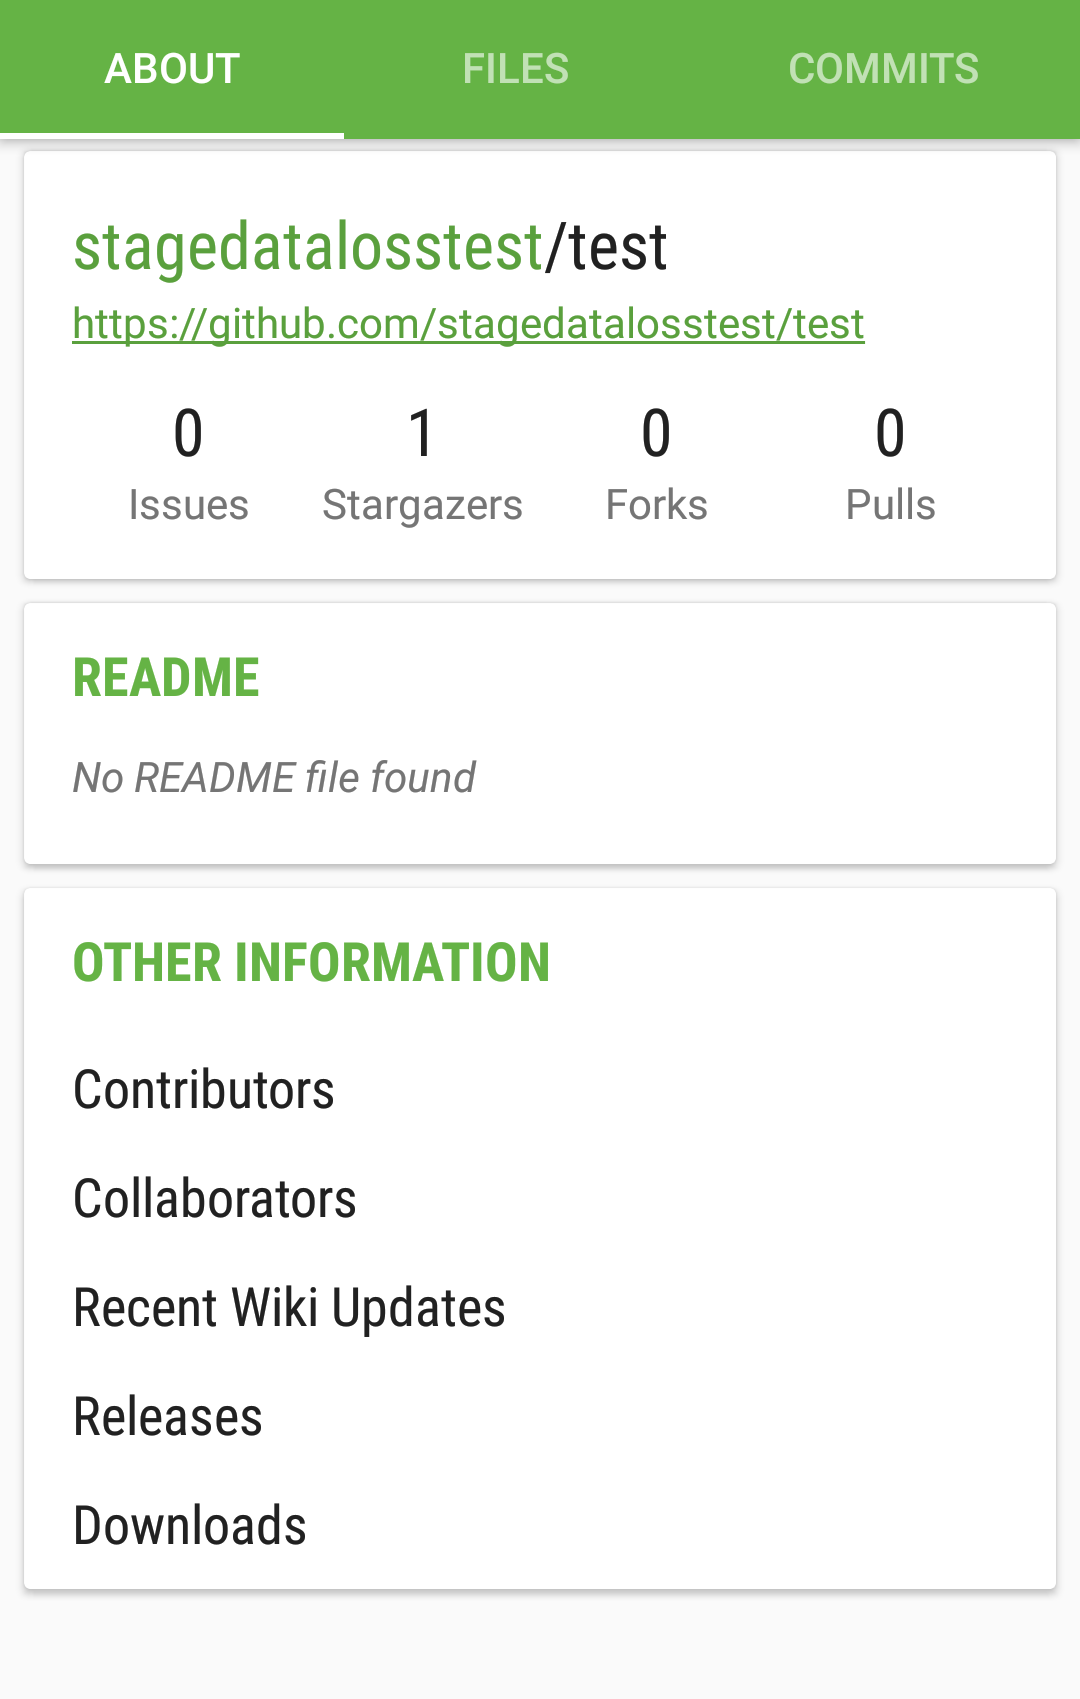 ABOUT FILES COMMITS
stagedatalosstest/test
https://github.com/stagedatalosstest/test
0 1 0 0
Issues Stargazers Forks Pulls
README
No README file found
OTHER INFORMATION
Contributors
Collaborators
Recent Wiki Updates
Releases
Downloads